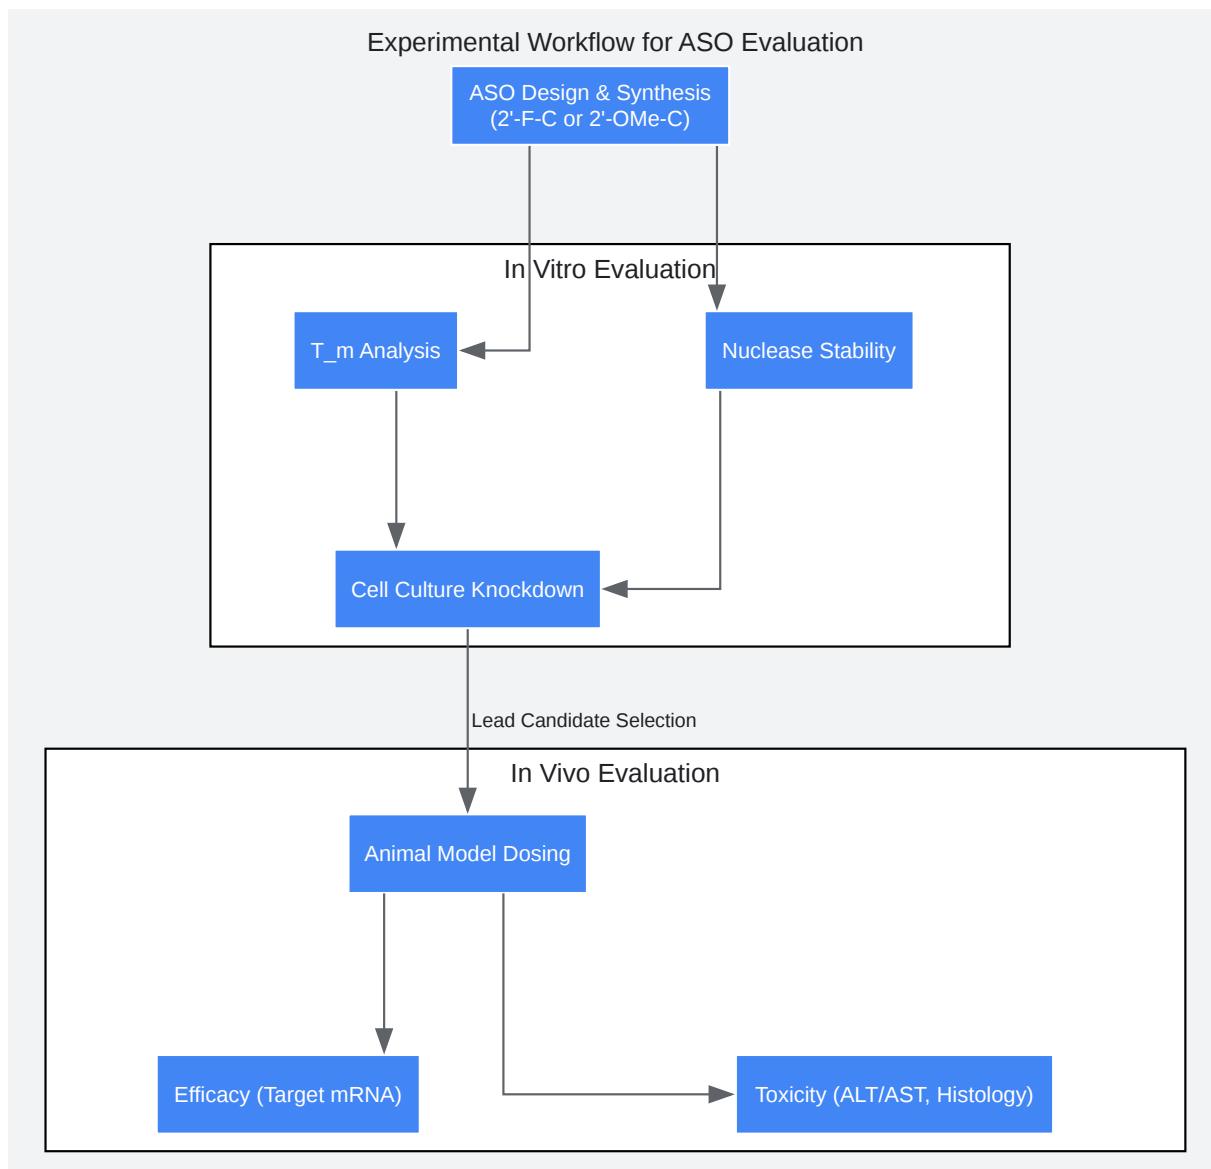 Experimental Workflow for ASO Evaluation
ASO Design & Synthesis
(2'-F-C or 2'-OMe-C)
In Vitro Evaluation
T_m Analysis
Nuclease Stability
Cell Culture Knockdown
Lead Candidate Selection
In Vivo Evaluation
Animal Model Dosing
Efficacy (Target mRNA)
Toxicity (ALT/AST, Histology)